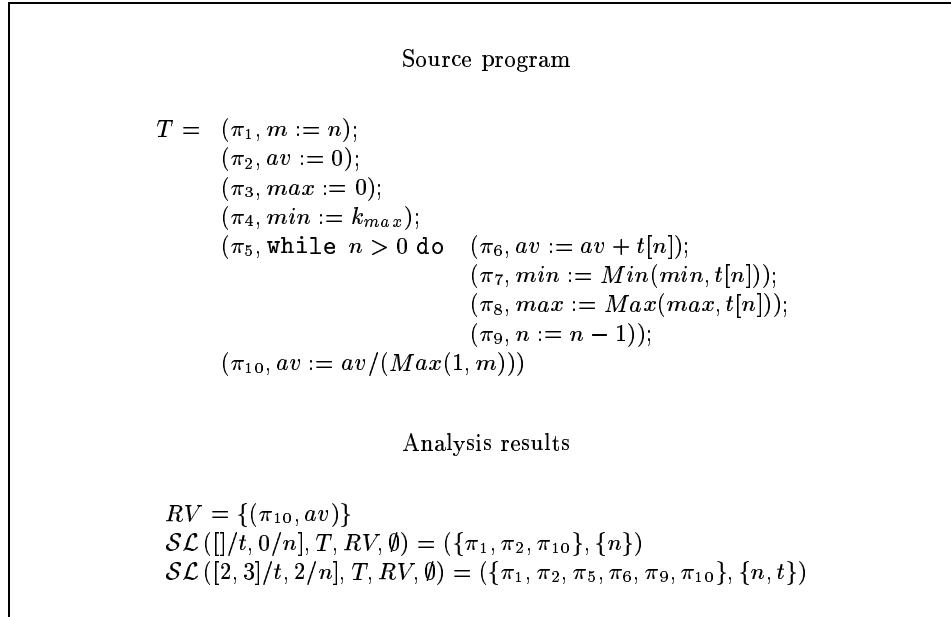 Source program
T = (π₁, m := n);
(π₂, av := 0);
(π₃, max := 0);
(π₄, min := kₘₐₓ);
(π₅, while n > 0 do (π₆, av := av + t[n]);
(π₇, min := Min(min, t[n]));
(π₈, max := Max(max, t[n]));
(π₉, n := n − 1));
(π₁₀, av := av/(Max(1, m)))
Analysis results
RV = {(π₁₀, av)}
𝒮ℒ([]/t, 0/n], T, RV, ∅) = ({π₁, π₂, π₁₀}, {n})
𝒮ℒ([2, 3]/t, 2/n], T, RV, ∅) = ({π₁, π₂, π₅, π₆, π₉, π₁₀}, {n, t})